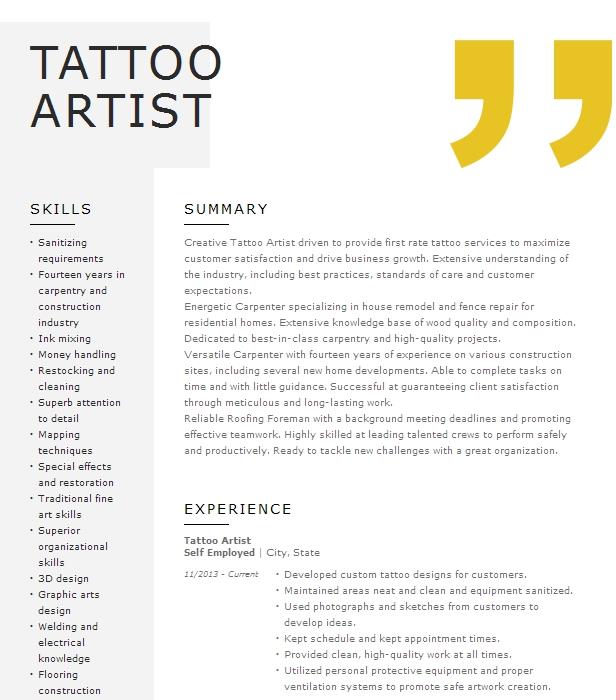 TATTOO
ARTIST
SKILLS
• Sanitizing
requirements
• Fourteen years in
carpentry and
construction
industry
• Ink mixing
• Money handling
• Restocking and
cleaning
• Superb attention
to detail
• Mapping
techniques
• Special effects
and restoration
• Traditional fine
art skills
• Superior
organizational
skills
• 3D design
• Graphic arts
design
• Welding and
electrical
knowledge
• Flooring
construction
SUMMARY
Creative Tattoo Artist driven to provide first rate tattoo services to maximize
customer satisfaction and drive business growth. Extensive understanding of
the industry, including best practices, standards of care and customer
expectations.
Energetic Carpenter specializing in house remodel and fence repair for
residential homes. Extensive knowledge base of wood quality and composition.
Dedicated to best-in-class carpentry and high-quality projects.
Versatile Carpenter with fourteen years of experience on various construction
sites, including several new home developments. Able to complete tasks on
time and with little guidance. Successful at guaranteeing client satisfaction
through meticulous and long-lasting work.
Reliable Roofing Foreman with a background meeting deadlines and promoting
effective teamwork. Highly skilled at leading talented crews to perform safely
and productively. Ready to tackle new challenges with a great organization.
EXPERIENCE
Tattoo Artist
Self Employed | City, State
11/2013 - Current
• Developed custom tattoo designs for customers.
• Maintained areas neat and clean and equipment sanitized.
• Used photographs and sketches from customers to
develop ideas.
• Kept schedule and kept appointment times.
• Provided clean, high-quality work at all times.
• Utilized personal protective equipment and proper
ventilation systems to promote safe artwork creation.